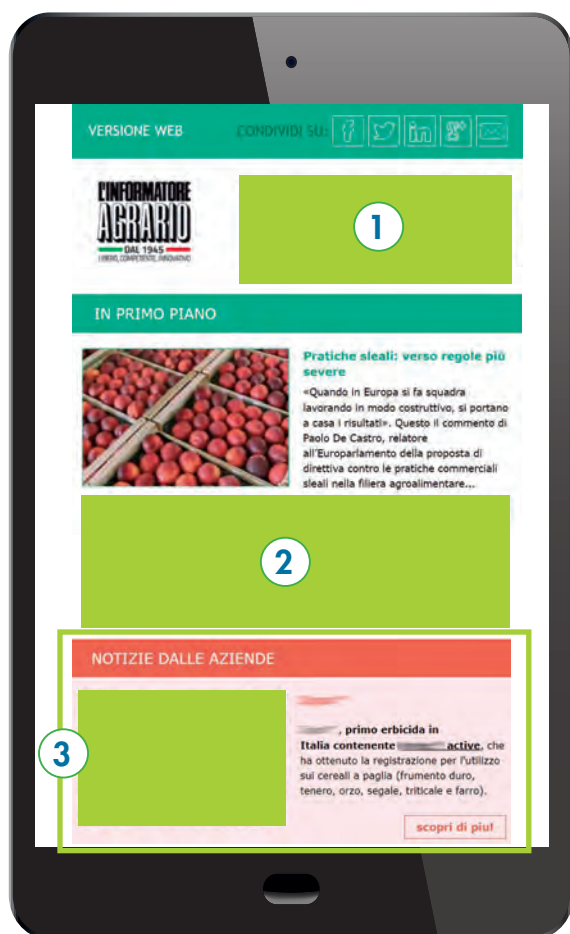 VERSIONE WEB
CONDIVIDI SU:
L'INFORMATORE
AGRARIO
DAL 1945
LIBERO, COMPETENTE, INNOVATIVO
1
IN PRIMO PIANO
Pratiche sleali: verso regole più
severe
«Quando in Europa si fa squadra
lavorando in modo costruttivo, si portano
a casa i risultati». Questo il commento di
Paolo De Castro, relatore
all'Europarlamento della proposta di
direttiva contro le pratiche commerciali
sleali nella filiera agroalimentare...
2
NOTIZIE DALLE AZIENDE
3
, primo erbicida in
Italia contenente active, che
ha ottenuto la registrazione per l'utilizzo
sui cereali a paglia (frumento duro,
tenero, orzo, segale, triticale e farro).
scopri di piu!